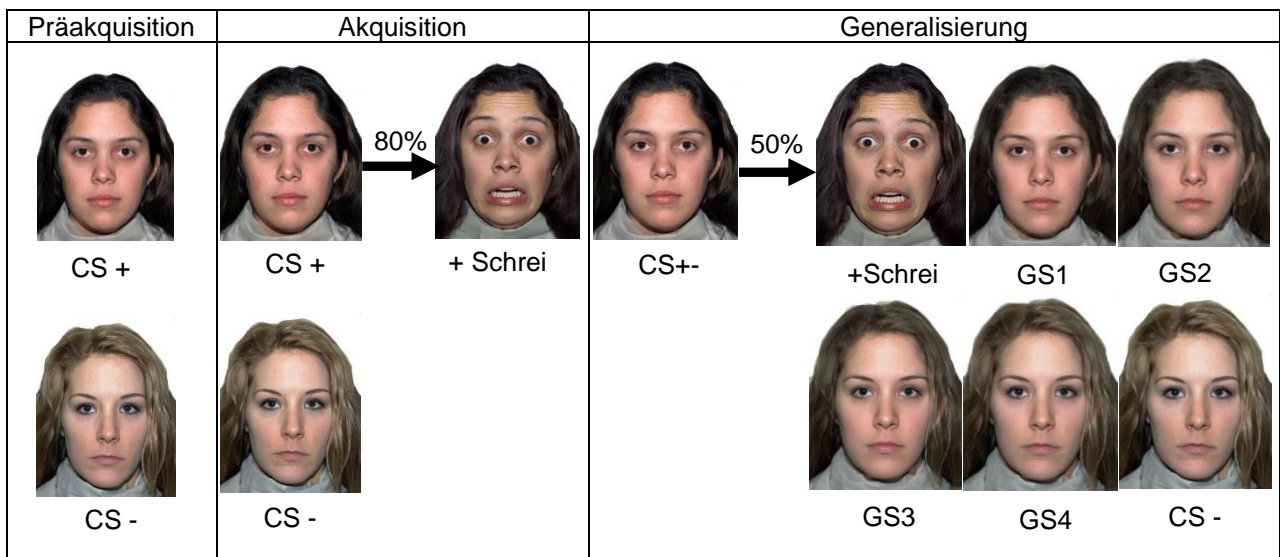 Präakquisition Akquisition Generalisierung
80% 50%
CS + CS + + Schrei CS+- +Schrei GS1 GS2
CS - CS - GS3 GS4 CS -